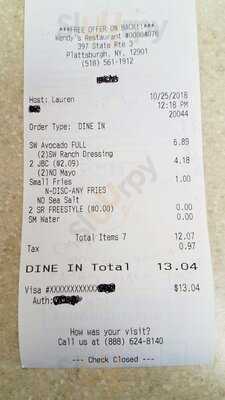 ***FREE OFFER ON BACK!!***
Wendy's Restaurant #00004076
397 State Rte 3
Plattsburgh, NY, 12901
(518) 561-1912
Host: Lauren 10/25/2018
12:18 PM
20044
Order Type: DINE IN
SW Avocado FULL 6.89
(2)SW Ranch Dressing
2 JBC (@2.09) 4.18
(2)NO Mayo
Small Fries 1.00
N-DISC-ANY FRIES
NO Sea Salt
2 SR FREESTYLE (@0.00) 0.00
SM Water 0.00
Total Items 7 12.07
Tax 0.97
DINE IN Total 13.04
Visa #XXXXXXXXXXXX $13.04
Auth:
How was your visit?
Call us at (888) 624-8140
--- Check Closed ---